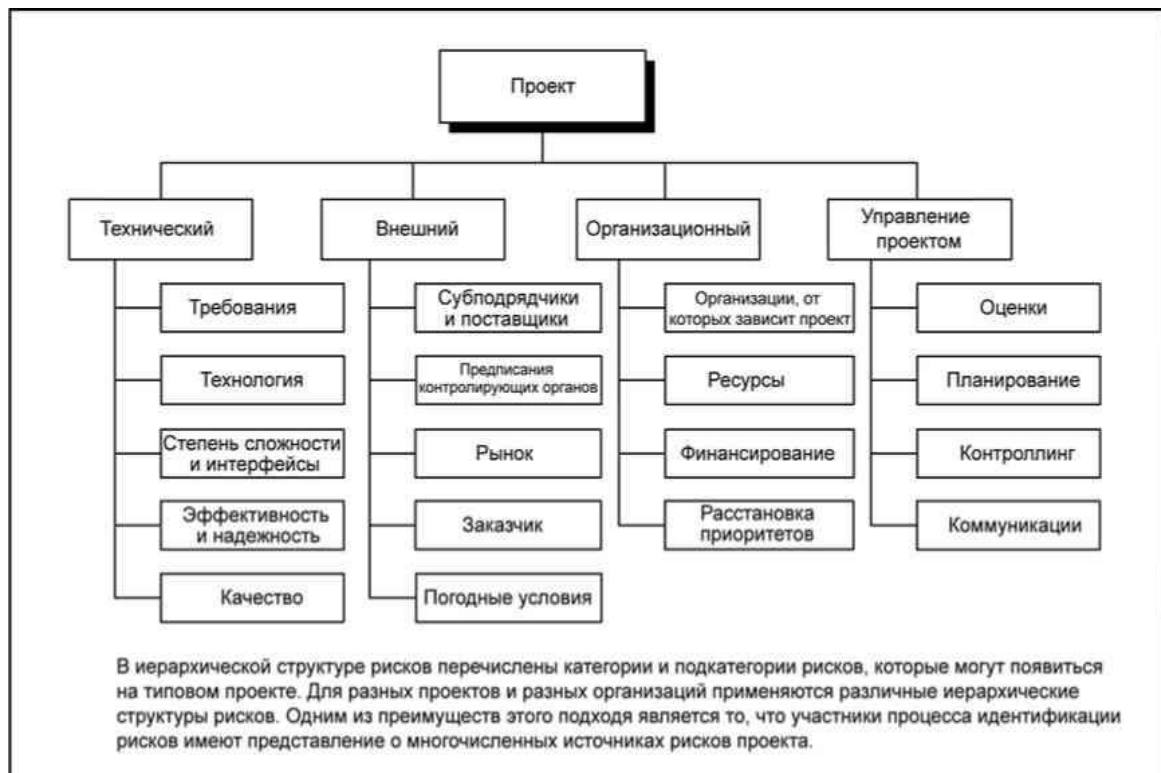 Проект
Технический
Внешний
Организационный
Управление
проектом
Требования
Технология
Степень сложности
и интерфейсы
Эффективность
и надежность
Качество
Субподрядчики
и поставщики
Предписания
контролирующих органов
Рынок
Заказчик
Погодные условия
Организации, от
которых зависит проект
Ресурсы
Финансирование
Расстановка
приоритетов
Оценки
Планирование
Контроллинг
Коммуникации
В иерархической структуре рисков перечислены категории и подкатегории рисков, которые могут появиться
на типовом проекте. Для разных проектов и разных организаций применяются различные иерархические
структуры рисков. Одним из преимуществ этого подходя является то, что участники процесса идентификации
рисков имеют представление о многочисленных источниках рисков проекта.